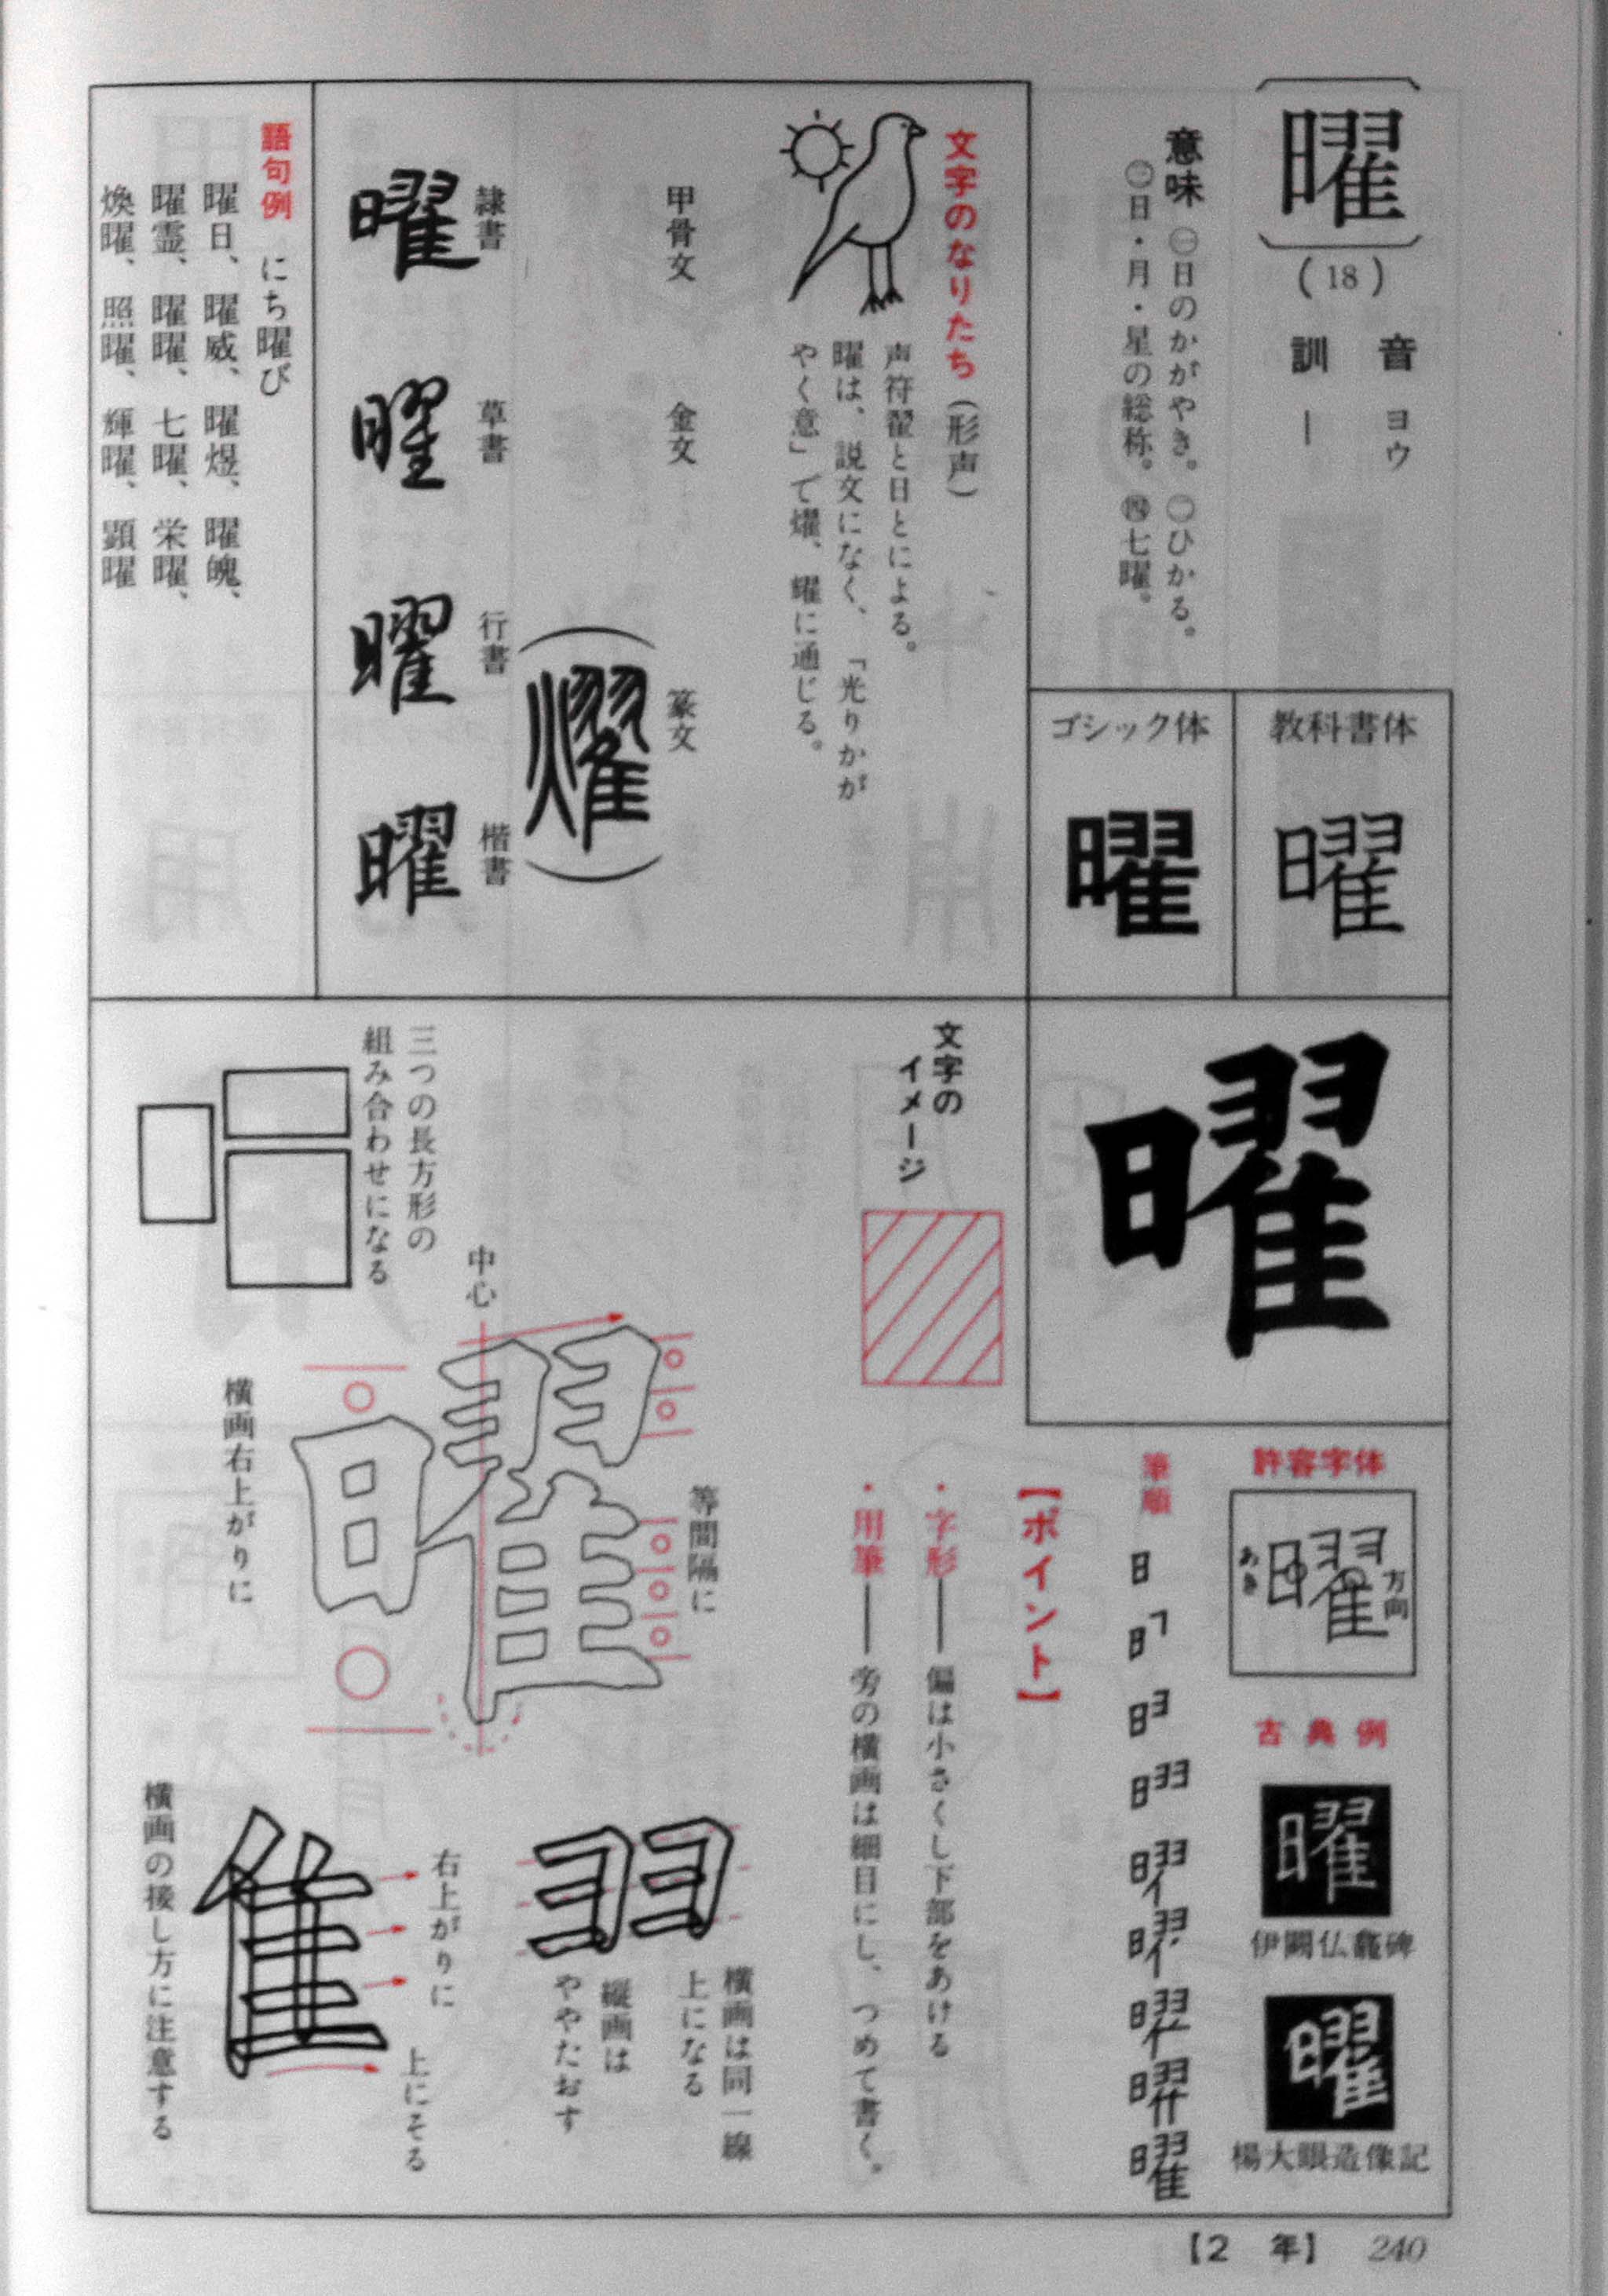 曜
(18)
音 ヨウ
訓 ー
意味 ㊀日のかがやき。㊁ひかる。
㊂日・月・星の総称。㊃七曜。
教科書体
曜
ゴシック体
曜
文字のなりたち（形声）
声符翟と日とによる。
曜は、説文になく、「光りかが
やく意」で燿、耀に通じる。
甲骨文
金文
篆文
（燿）
隷書
曜
草書
曜
行書
曜
楷書
曜
語句例 にち曜び
曜日、曜威、曜煜、曜魄、
曜霊、曜曜、七曜、栄曜、
煥曜、照曜、輝曜、顕曜
曜
許容字体
曜
方向
あき
古典例
曜
伊闕仏龕碑
曜
楊大眼造像記
筆順
日
曜
【ポイント】
・字形――偏は小さくし下部をあける
・用筆――旁の横画は細目にし、つめて書く。
文字の
イメージ
等間隔に
曜
中心
三つの長方形の
組み合わせになる
横画右上がりに
横画は同一線
上になる
縦画は
ややたおす
右上がりに
上にそる
隹
横画の接し方に注意する
【2 年】 240